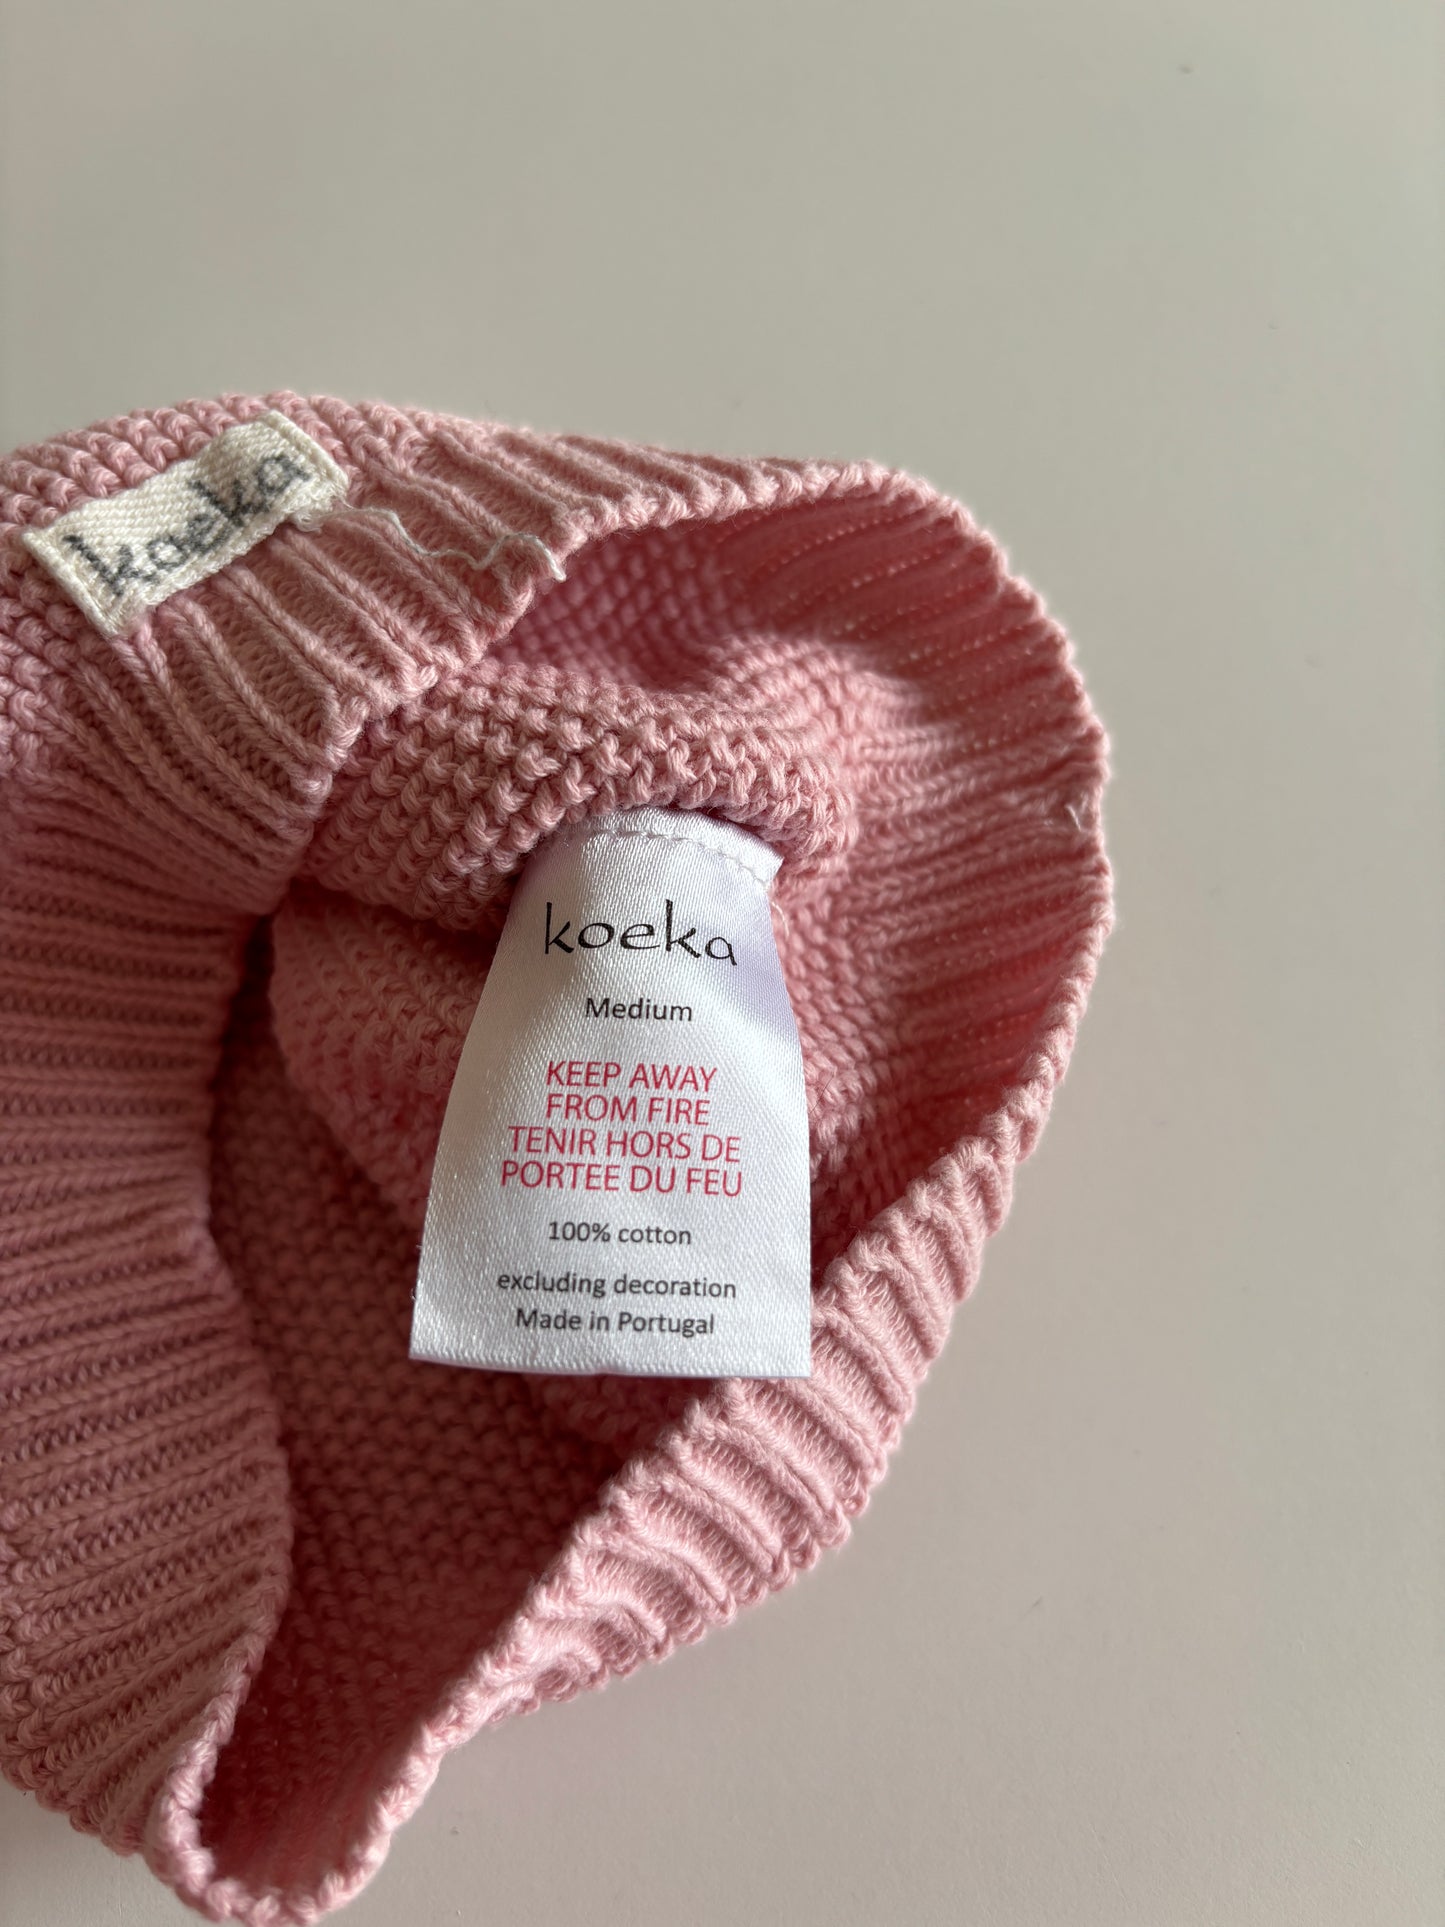 koeka
koeka
Medium
KEEP AWAY
FROM FIRE
TENIR HORS DE
PORTEE DU FEU
100% cotton
excluding decoration
Made in Portugal